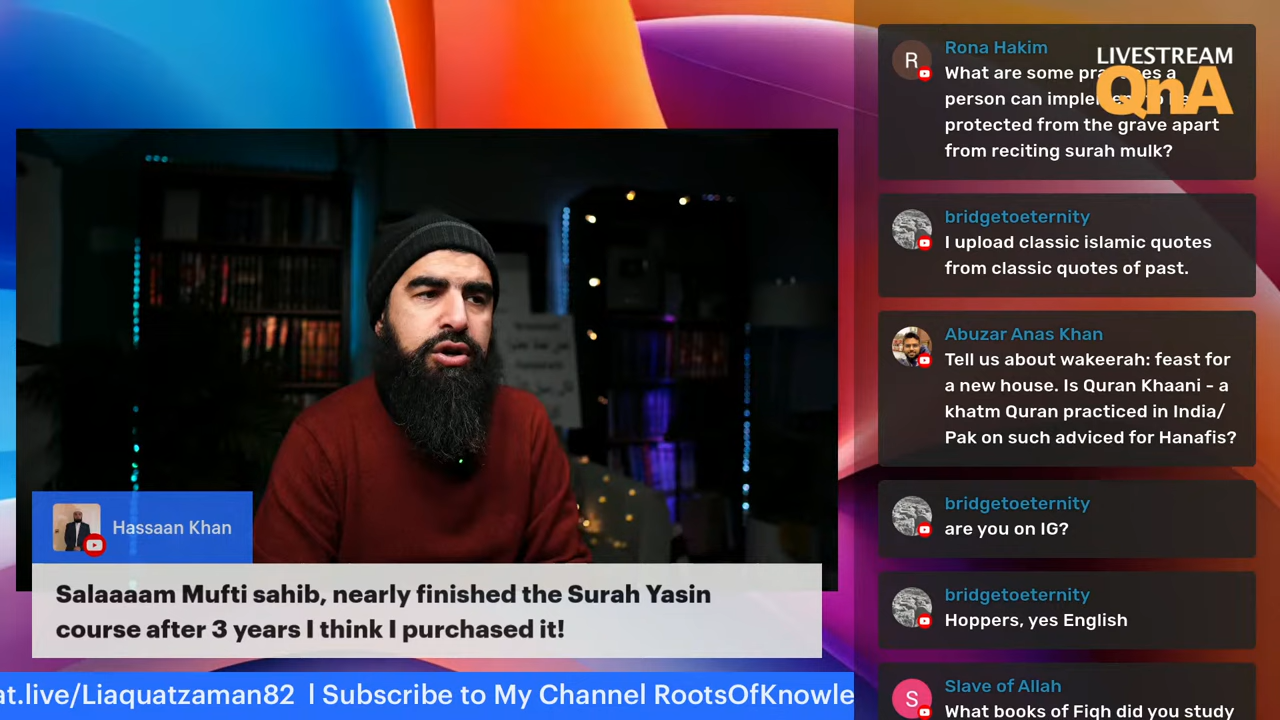 Rona Hakim
What are some practices a
person can implement to be
protected from the grave apart
from reciting surah mulk?
LIVESTREAM
QnA
bridgetoeternity
I upload classic islamic quotes
from classic quotes of past.
Abuzar Anas Khan
Tell us about wakeerah: feast for
a new house. Is Quran Khaani - a
khatm Quran practiced in India/
Pak on such adviced for Hanafis?
bridgetoeternity
are you on IG?
bridgetoeternity
Hoppers, yes English
Slave of Allah
What books of Fiqh did you study
Hassaan Khan
Salaaaam Mufti sahib, nearly finished the Surah Yasin
course after 3 years I think I purchased it!
at.live/Liaquatzaman82 | Subscribe to My Channel RootsOfKnowle